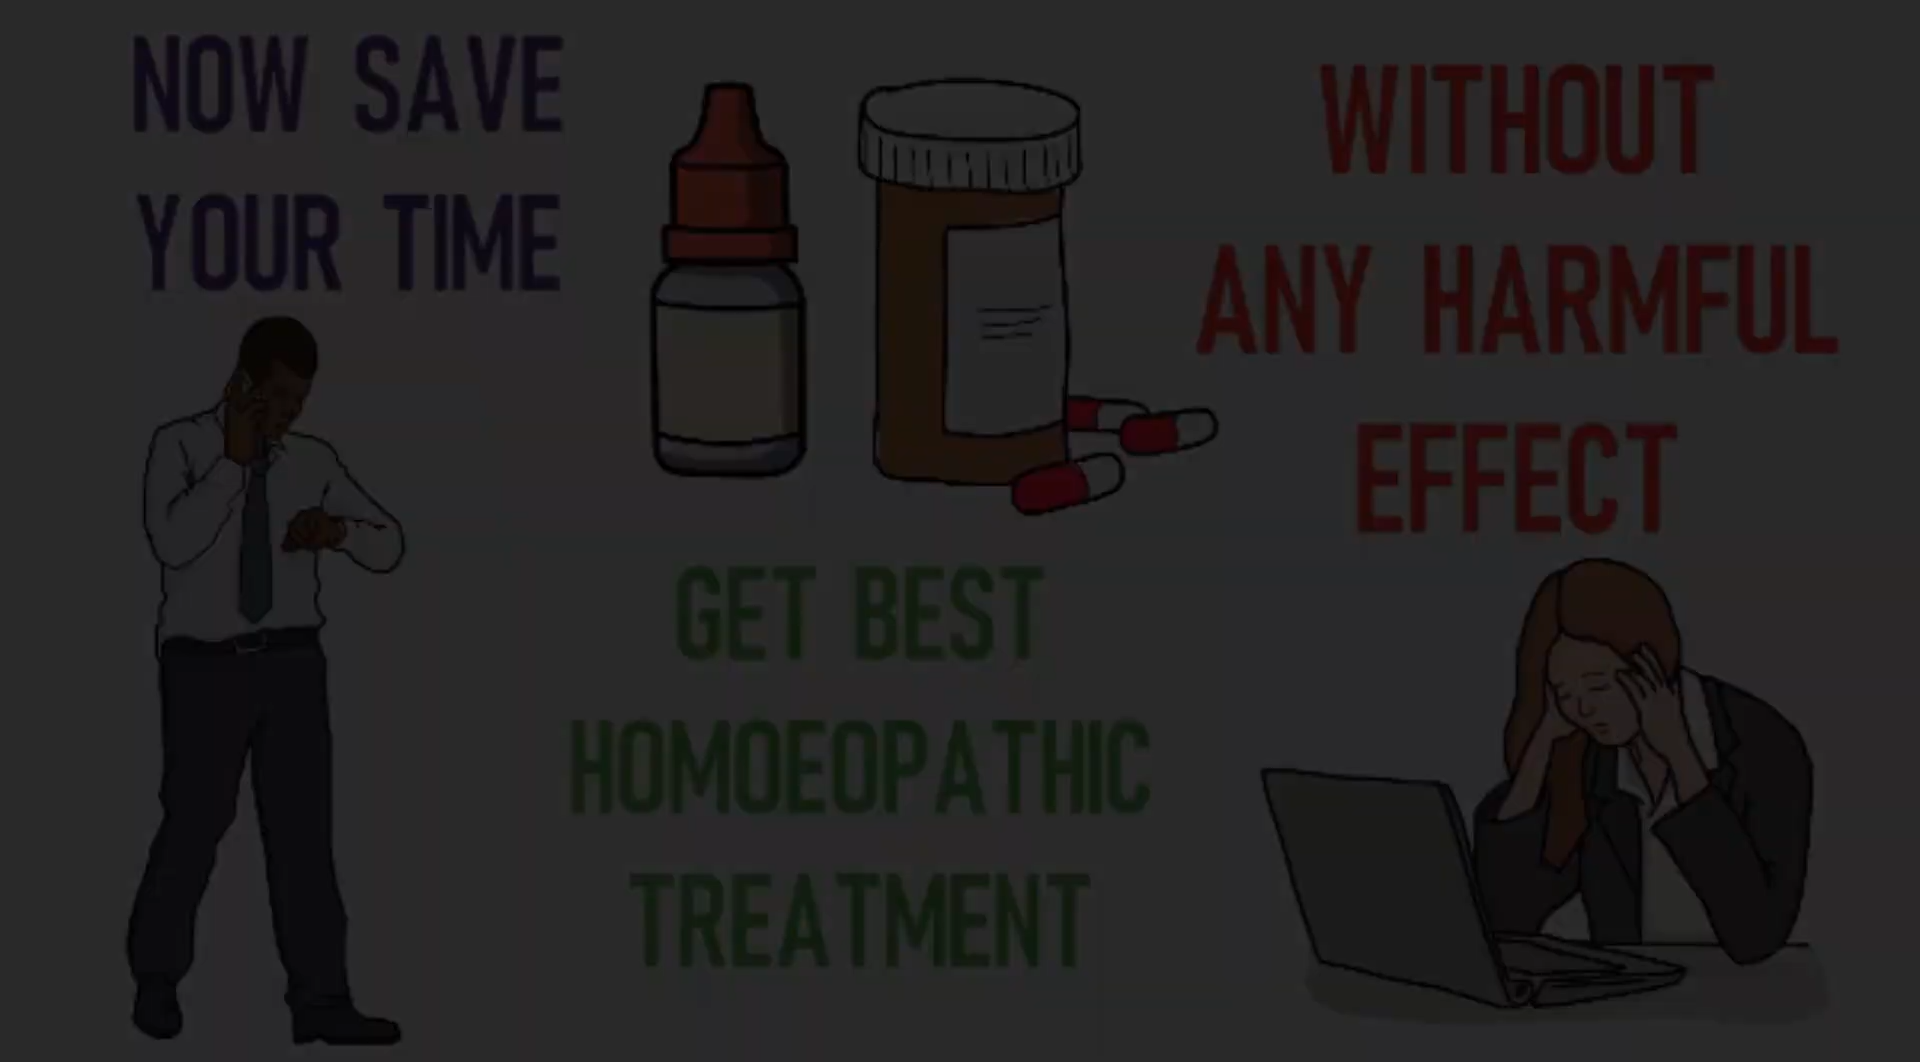 NOW SAVE
YOUR TIME
WITHOUT
ANY HARMFUL
EFFECT
GET BEST
HOMOEOPATHIC
TREATMENT